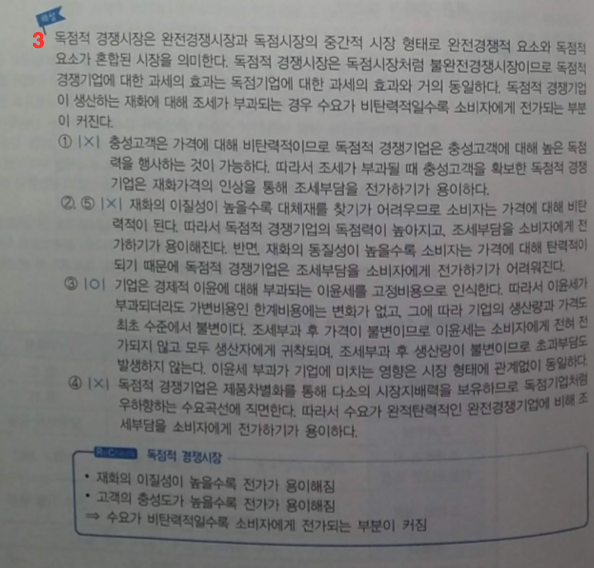 해설
3 독점적 경쟁시장은 완전경쟁시장과 독점시장의 중간적 시장 형태로 완전경쟁적 요소와 독점적
요소가 혼합된 시장을 의미한다. 독점적 경쟁시장은 독점시장처럼 불완전경쟁시장이므로 독점적
경쟁기업에 대한 과세의 효과는 독점기업에 대한 과세의 효과와 거의 동일하다. 독점적 경쟁기업
이 생산하는 재화에 대해 조세가 부과되는 경우 수요가 비탄력적일수록 소비자에게 전가되는 부분
이 커진다.
① |×| 충성고객은 가격에 대해 비탄력적이므로 독점적 경쟁기업은 충성고객에 대해 높은 독점
력을 행사하는 것이 가능하다. 따라서 조세가 부과될 때 충성고객을 확보한 독점적 경쟁
기업은 재화가격의 인상을 통해 조세부담을 전가하기가 용이하다.
②, ⑤ |×| 재화의 이질성이 높을수록 대체재를 찾기가 어려우므로 소비자는 가격에 대해 비탄
력적이 된다. 따라서 독점적 경쟁기업의 독점력이 높아지고, 조세부담을 소비자에게 전
가하기가 용이해진다. 반면, 재화의 동질성이 높을수록 소비자는 가격에 대해 탄력적이
되기 때문에 독점적 경쟁기업은 조세부담을 소비자에게 전가하기가 어려워진다.
③ |○| 기업은 경제적 이윤에 대해 부과되는 이윤세를 고정비용으로 인식한다. 따라서 이윤세가
부과되더라도 가변비용인 한계비용에는 변화가 없고, 그에 따라 기업의 생산량과 가격도
최초 수준에서 불변이다. 조세부과 후 가격이 불변이므로 이윤세는 소비자에게 전혀 전
가되지 않고 모두 생산자에게 귀착되며, 조세부과 후 생산량이 불변이므로 초과부담도
발생하지 않는다. 이윤세 부과가 기업에 미치는 영향은 시장 형태에 관계없이 동일하다.
④ |×| 독점적 경쟁기업은 제품차별화를 통해 다소의 시장지배력을 보유하므로 독점기업처럼
우하향하는 수요곡선에 직면한다. 따라서 수요가 완적탄력적인 완전경쟁기업에 비해 조
세부담을 소비자에게 전가하기가 용이하다.
독점적 경쟁시장
• 재화의 이질성이 높을수록 전가가 용이해짐
• 고객의 충성도가 높을수록 전가가 용이해짐
⇒ 수요가 비탄력적일수록 소비자에게 전가되는 부분이 커짐